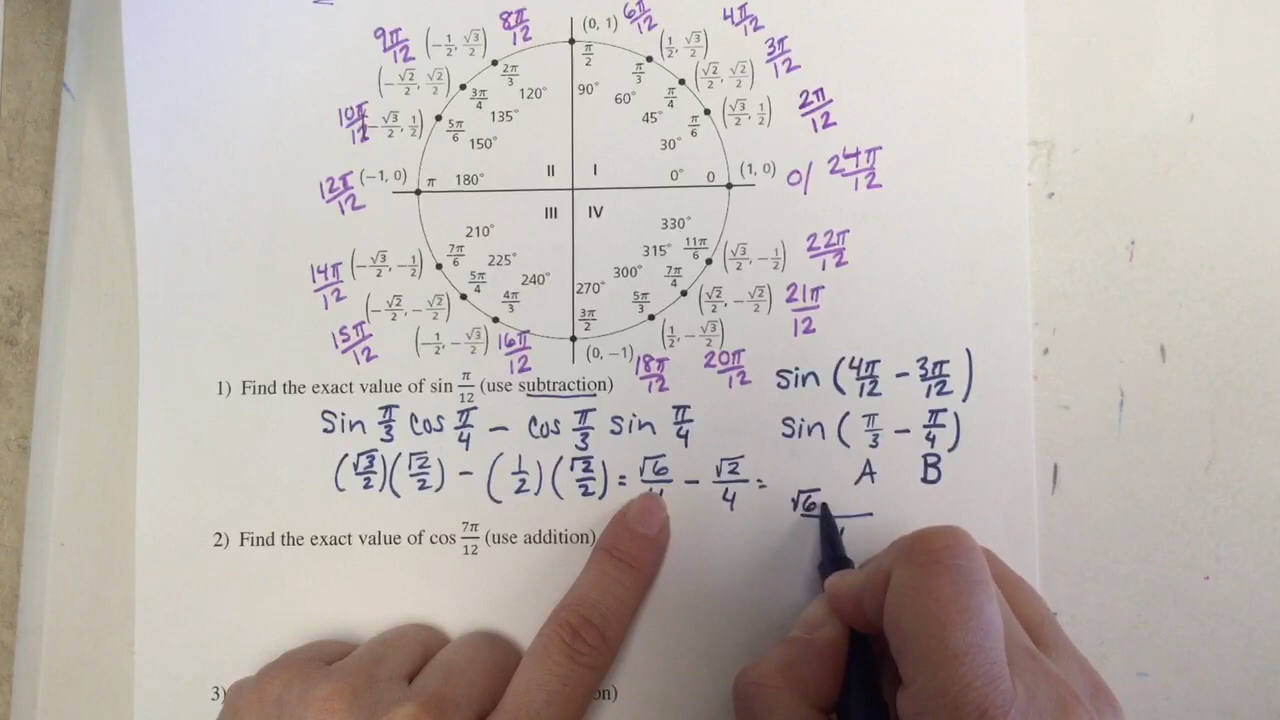 8π/12 (0, 1) 6π/12 4π/12
9π/12 (-1/2, √3/2) π/2 (1/2, √3/2) 3π/12
(-√2/2, √2/2) 2π/3 120° 90° 60° π/3 (√2/2, √2/2)
3π/4 135° 45° π/4 2π/12
10π/12 -√3/2, 1/2) 5π/6 150° 30° π/6 (√3/2, 1/2)
12π/12 (-1, 0) π 180° II I 0° 0 (1, 0) 0/ 24π/12
III IV
210° 330°
14π/12 (-√3/2, -1/2) 7π/6 225° 315° 11π/6 (√3/2, -1/2) 22π/12
(-√2/2, -√2/2) 5π/4 240° 270° 300° 7π/4 (√2/2, -√2/2) 21π/12
15π/12 (-1/2, -√3/2) 4π/3 16π/12 3π/2 5π/3 (1/2, -√3/2)
(0, -1) 18π/12 20π/12
1) Find the exact value of sin π/12 (use subtraction) sin (4π/12 - 3π/12)
sin π/3 cos π/4 - cos π/3 sin π/4 sin (π/3 - π/4)
(√3/2)(√2/2) - (1/2)(√2/2) = √6/4 - √2/4 = A B
√6
2) Find the exact value of cos 7π/12 (use addition)
3) on)